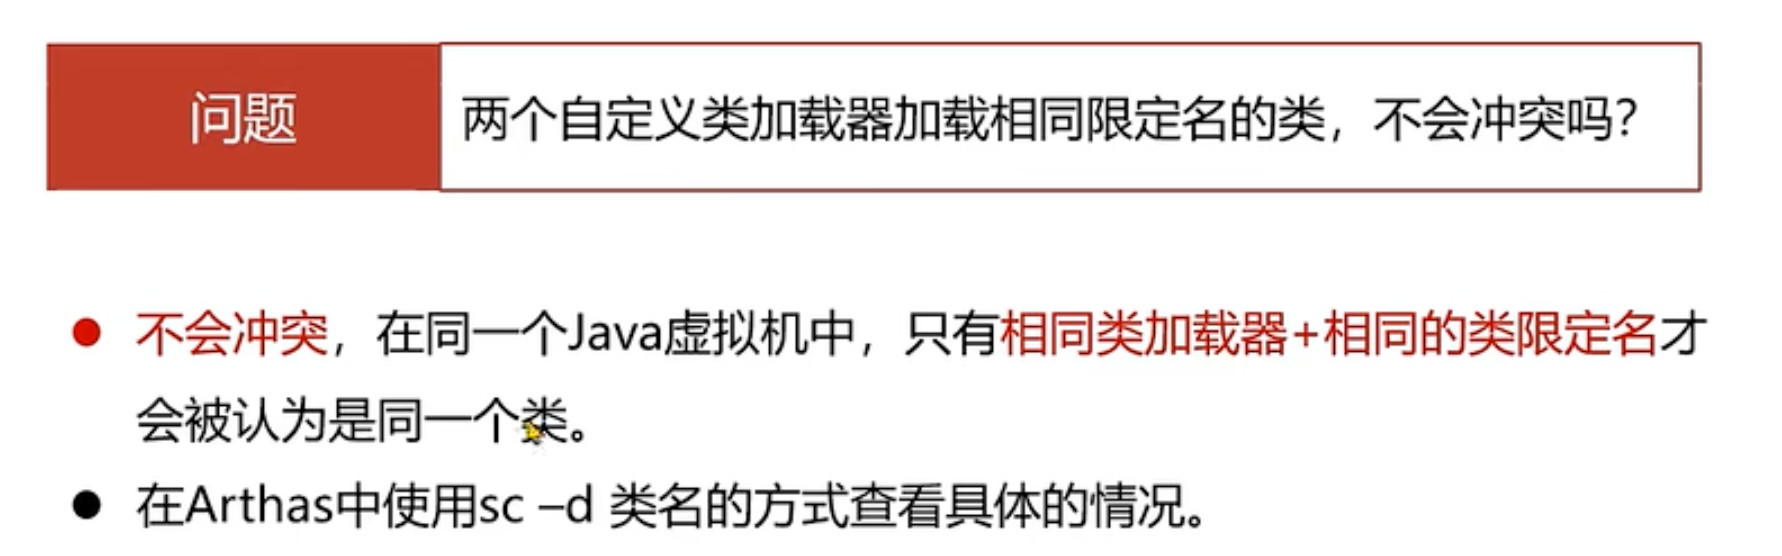 问题
两个自定义类加载器加载相同限定名的类，不会冲突吗？
不会冲突，在同一个Java虚拟机中，只有相同类加载器+相同的类限定名才
会被认为是同一个类。
在Arthas中使用sc –d 类名的方式查看具体的情况。